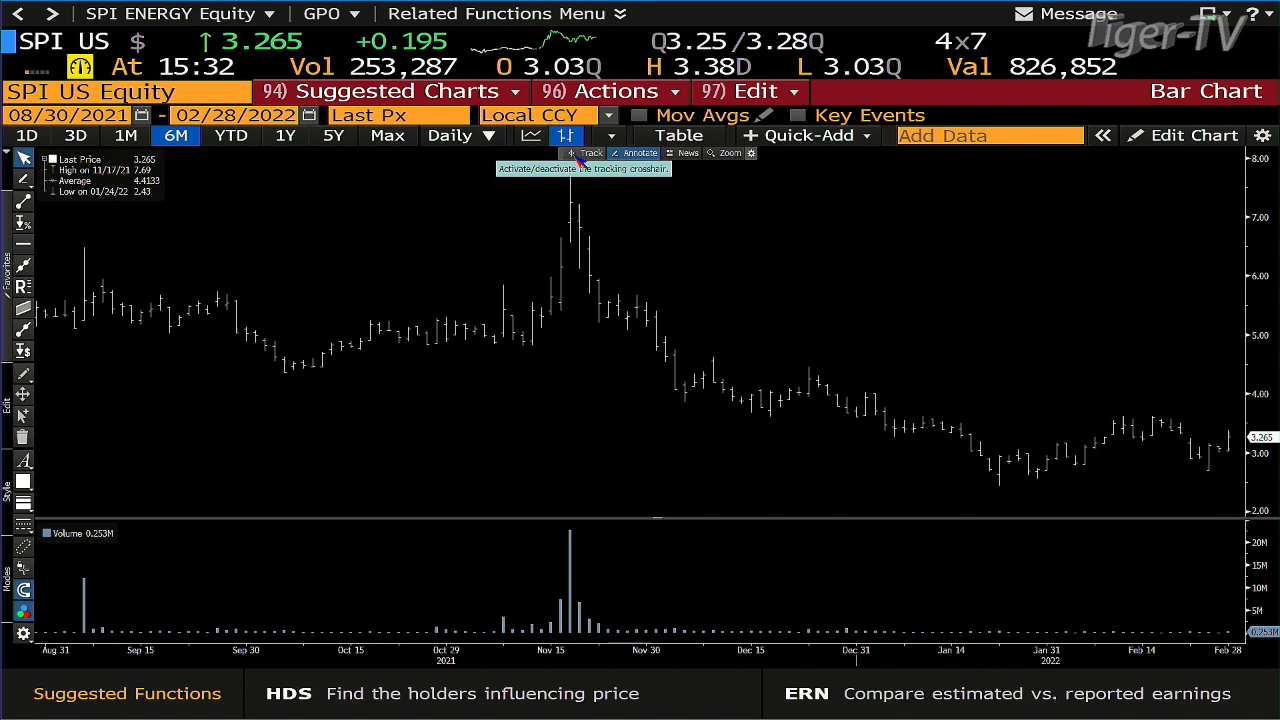 SPI ENERGY Equity GPO Related Functions Menu Message ?
Tiger-TV
SPI US $ ↑ 3.265 +0.195 Q3.25/3.28Q 4x7
At 15:32 Vol 253,287 O 3.03Q H 3.38D L 3.03Q Val 826,852
SPI US Equity 94) Suggested Charts 96) Actions 97) Edit Bar Chart
08/30/2021 - 02/28/2022 Last Px Local CCY Mov Avgs Key Events
1D 3D 1M 6M YTD 1Y 5Y Max Daily Table + Quick-Add Add Data Edit Chart
Track Annotate News Zoom
Activate/deactivate the tracking crosshair.
Last Price 3.265
High on 11/17/21 7.69
Average 4.4133
Low on 01/24/22 2.43
8.00
7.00
6.00
5.00
4.00
3.265
3.00
2.00
Favorites
Edit
Style
Modes
Volume 0.253M
20M
15M
10M
5M
0.253M
Aug 31 Sep 15 Sep 30 Oct 15 Oct 29 Nov 15 Nov 30 Dec 15 Dec 31 Jan 14 Jan 31 Feb 14 Feb 28
2021 2022
Suggested Functions HDS Find the holders influencing price ERN Compare estimated vs. reported earnings